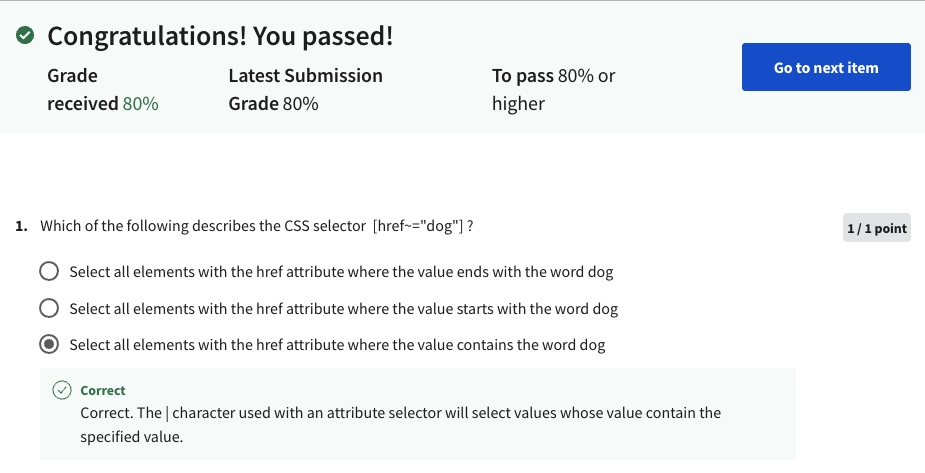 Congratulations! You passed!
Grade received 80%
Latest Submission Grade 80%
To pass 80% or higher
Go to next item
1. Which of the following describes the CSS selector [href~="dog"] ?
1 / 1 point
Select all elements with the href attribute where the value ends with the word dog
Select all elements with the href attribute where the value starts with the word dog
Select all elements with the href attribute where the value contains the word dog
Correct
Correct. The | character used with an attribute selector will select values whose value contain the
specified value.